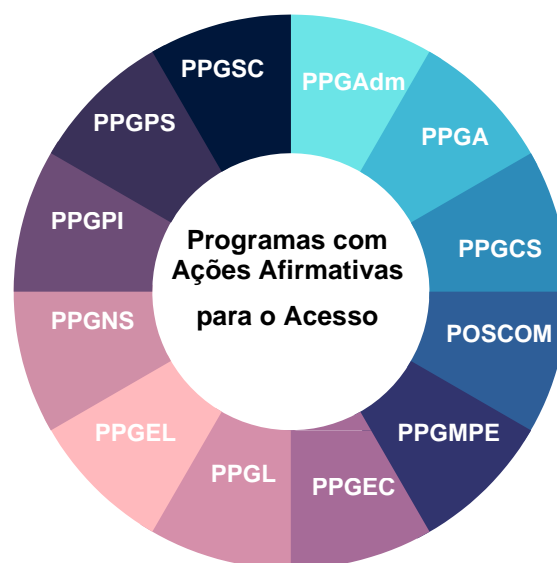 PPGSC
PPGAdm
PPGPS
PPGA
PPGPI
PPGCS
Programas com
Ações Afirmativas
para o Acesso
PPGNS
POSCOM
PPGEL
PPGMPE
PPGL
PPGEC